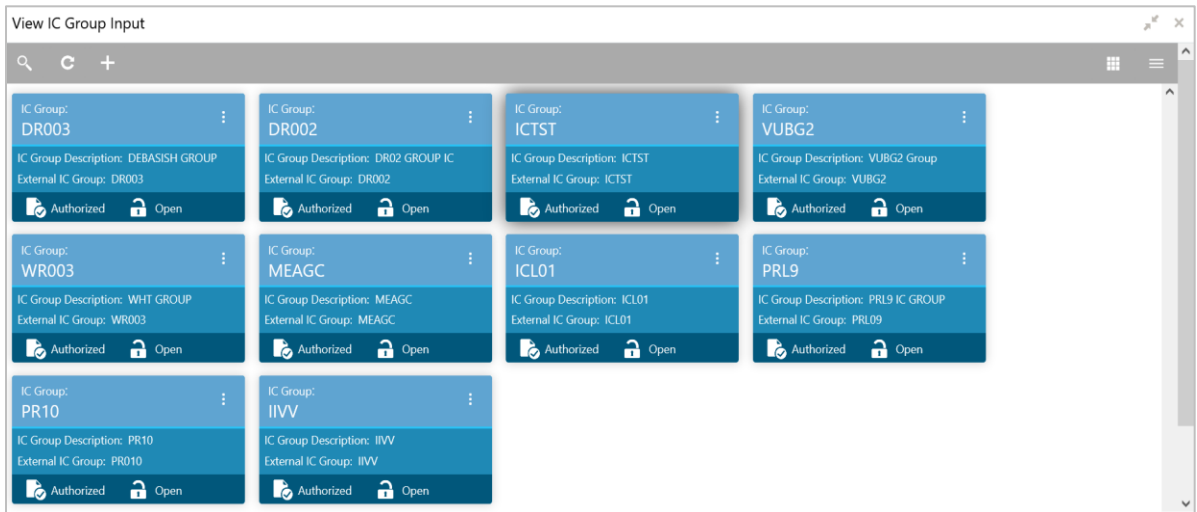 View IC Group Input
IC Group:
DR003
IC Group Description: DEBASISH GROUP
External IC Group: DR003
Authorized Open
IC Group:
DR002
IC Group Description: DR02 GROUP IC
External IC Group: DR002
Authorized Open
IC Group:
ICTST
IC Group Description: ICTST
External IC Group: ICTST
Authorized Open
IC Group:
VUBG2
IC Group Description: VUBG2 Group
External IC Group: VUBG2
Authorized Open
IC Group:
WR003
IC Group Description: WHT GROUP
External IC Group: WR003
Authorized Open
IC Group:
MEAGC
IC Group Description: MEAGC
External IC Group: MEAGC
Authorized Open
IC Group:
ICL01
IC Group Description: ICL01
External IC Group: ICL01
Authorized Open
IC Group:
PRL9
IC Group Description: PRL9 IC GROUP
External IC Group: PRL09
Authorized Open
IC Group:
PR10
IC Group Description: PR10
External IC Group: PR010
Authorized Open
IC Group:
IIVV
IC Group Description: IIVV
External IC Group: IIVV
Authorized Open